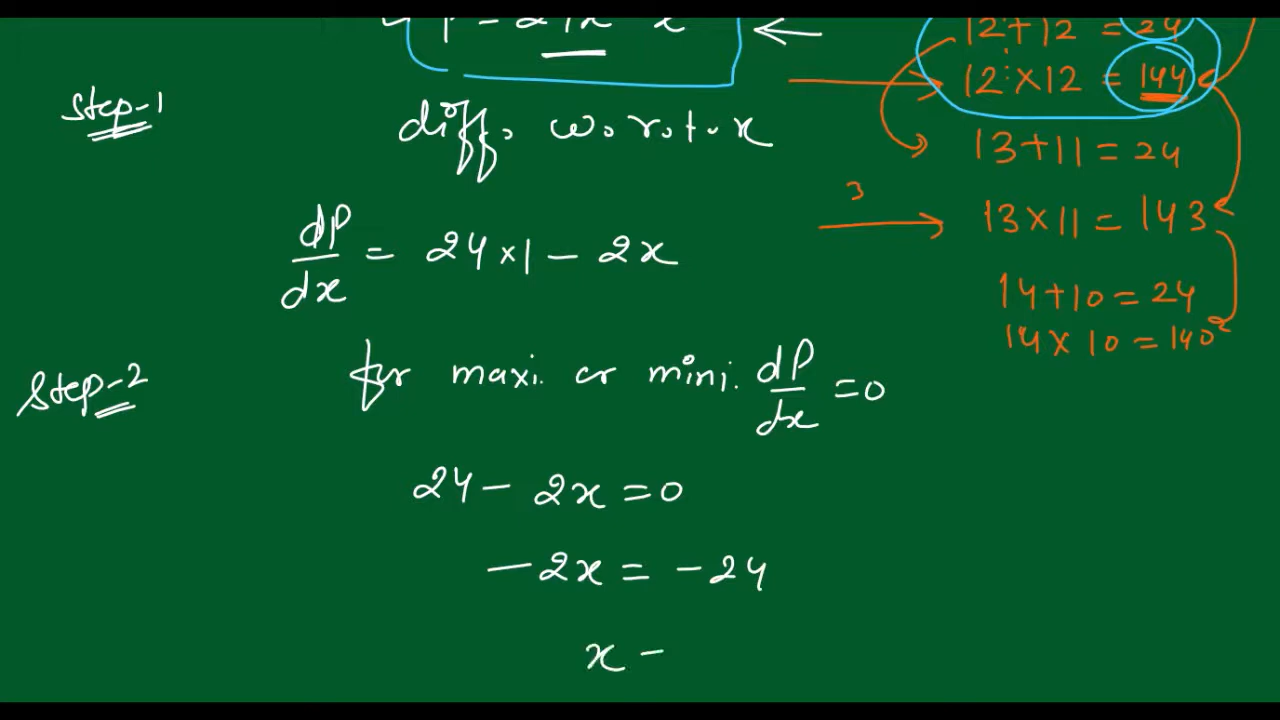 P = 24x - x
12+12 = 24
12×12 = 144
step-1
diff. w.r.t.x
13+11 = 24
3
13×11 = 143
dP/dx = 24×1 - 2x
14+10 = 24
14×10 = 140
step-2
for maxi. or mini. dP/dx = 0
24 - 2x = 0
-2x = -24
x -